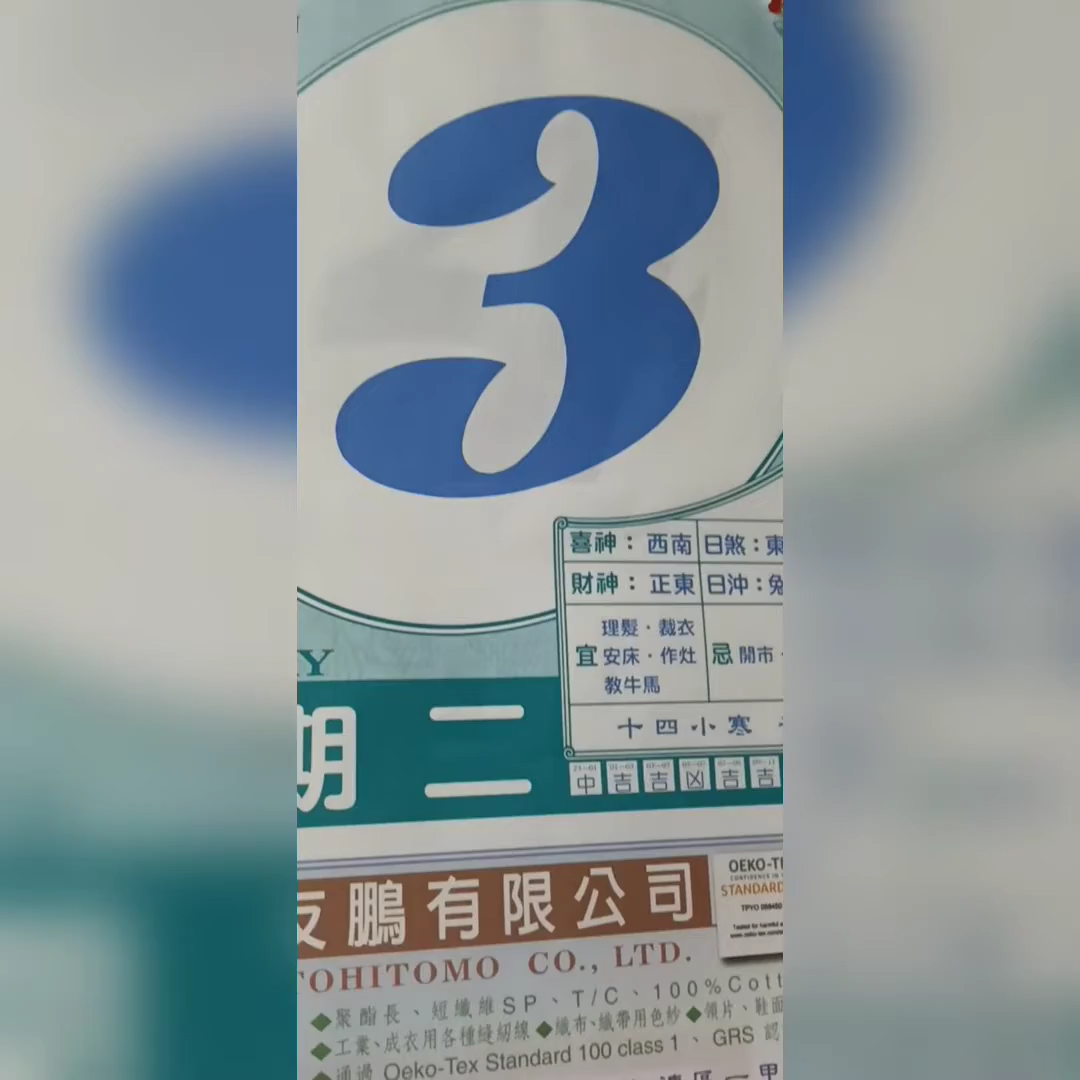 3
喜神：西南 日煞：東
財神：正東 日沖：兔
宜 理髮·裁衣 安床·作灶 教牛馬 忌 開市·
十四小寒
Y
期 二
中 吉 吉 凶 吉 吉
友鵬有限公司
OEKO-TE
STANDARD
TOHITOMO CO., LTD.
◆聚酯長、短纖維SP、T/C、100%Cott
◆工業、成衣用各種縫紉線 ◆織布、織帶用色紗 ◆領片、鞋面
◆通過 Oeko-Tex Standard 100 class 1、GRS 認